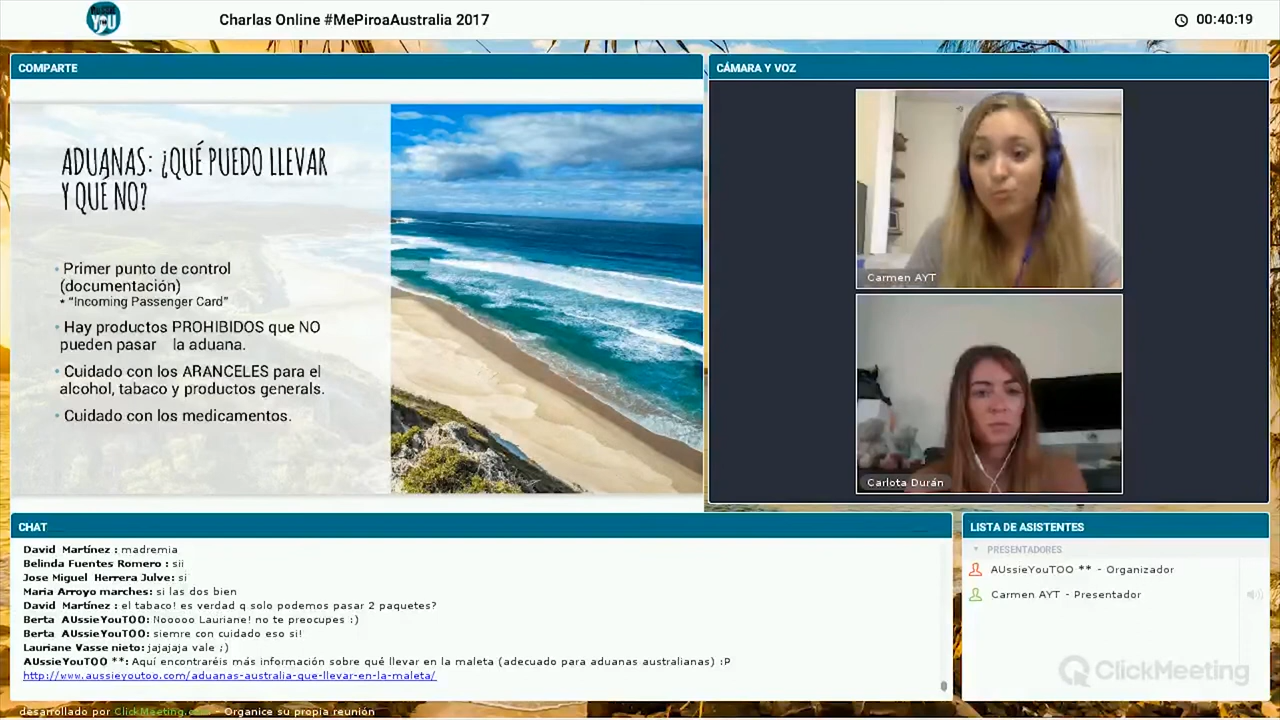 YOU
Charlas Online #MePiroaAustralia 2017
00:40:19
COMPARTE
ADUANAS: ¿QUÉ PUEDO LLEVAR
Y QUÉ NO?
• Primer punto de control
(documentación)
* "Incoming Passenger Card"
• Hay productos PROHIBIDOS que NO
pueden pasar la aduana.
• Cuidado con los ARANCELES para el
alcohol, tabaco y productos generals.
• Cuidado con los medicamentos.
CÁMARA Y VOZ
Carmen AYT
Carlota Durán
CHAT
David Martínez : madremia
Belinda Fuentes Romero : sii
Jose Miguel Herrera Julve: si
Maria Arroyo marches: si las dos bien
David Martínez : el tabaco! es verdad q solo podemos pasar 2 paquetes?
Berta AUssieYouTOO: Nooooo Lauriane! no te preocupes :)
Berta AUssieYouTOO: siemre con cuidado eso si!
Lauriane Vasse nieto: jajajaja vale ;)
AUssieYouTOO **: Aquí encontraréis más información sobre qué llevar en la maleta (adecuado para aduanas australianas) :P
http://www.aussieyoutoo.com/aduanas-australia-que-llevar-en-la-maleta/
LISTA DE ASISTENTES
PRESENTADORES
AUssieYouTOO ** - Organizador
Carmen AYT - Presentador
ClickMeeting
desarrollado por ClickMeeting.com - Organice su propia reunión